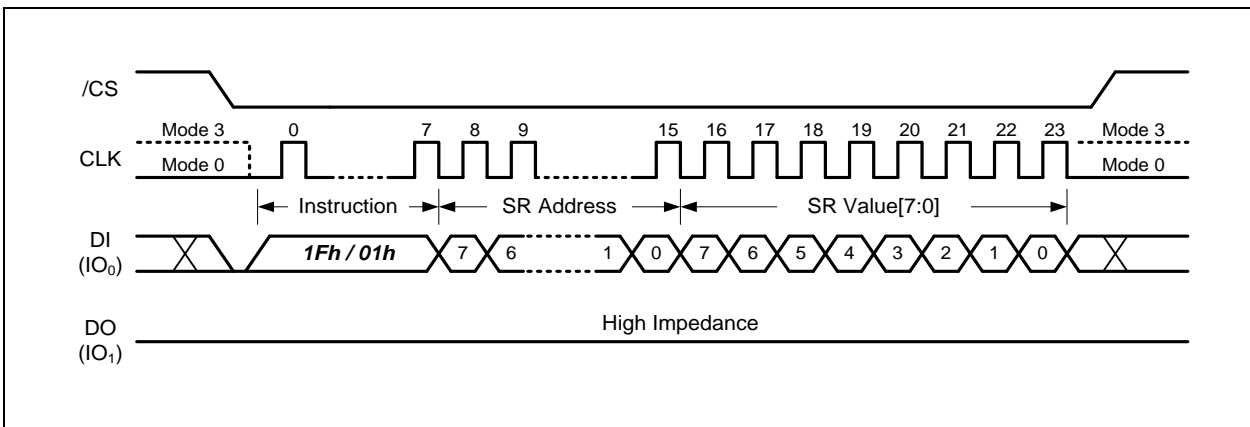 /CS
Mode 3 0 7 8 9 15 16 17 18 19 20 21 22 23 Mode 3
CLK
Mode 0 Mode 0
Instruction SR Address SR Value[7:0]
DI
(IO₀)
1Fh / 01h 7 6 1 0 7 6 5 4 3 2 1 0
High Impedance
DO
(IO₁)